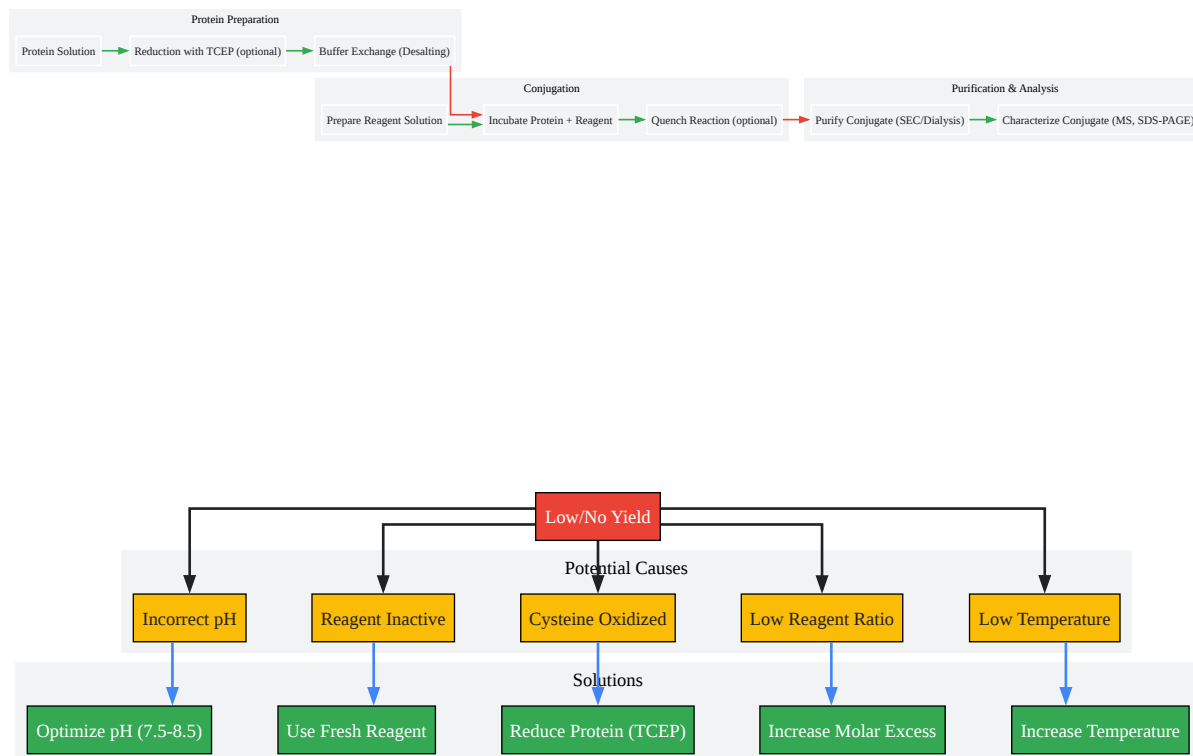 Protein Preparation
Protein Solution
Reduction with TCEP (optional)
Buffer Exchange (Desalting)
Conjugation
Prepare Reagent Solution
Incubate Protein + Reagent
Quench Reaction (optional)
Purification & Analysis
Purify Conjugate (SEC/Dialysis)
Characterize Conjugate (MS, SDS-PAGE)
Low/No Yield
Potential Causes
Incorrect pH
Reagent Inactive
Cysteine Oxidized
Low Reagent Ratio
Low Temperature
Solutions
Optimize pH (7.5-8.5)
Use Fresh Reagent
Reduce Protein (TCEP)
Increase Molar Excess
Increase Temperature